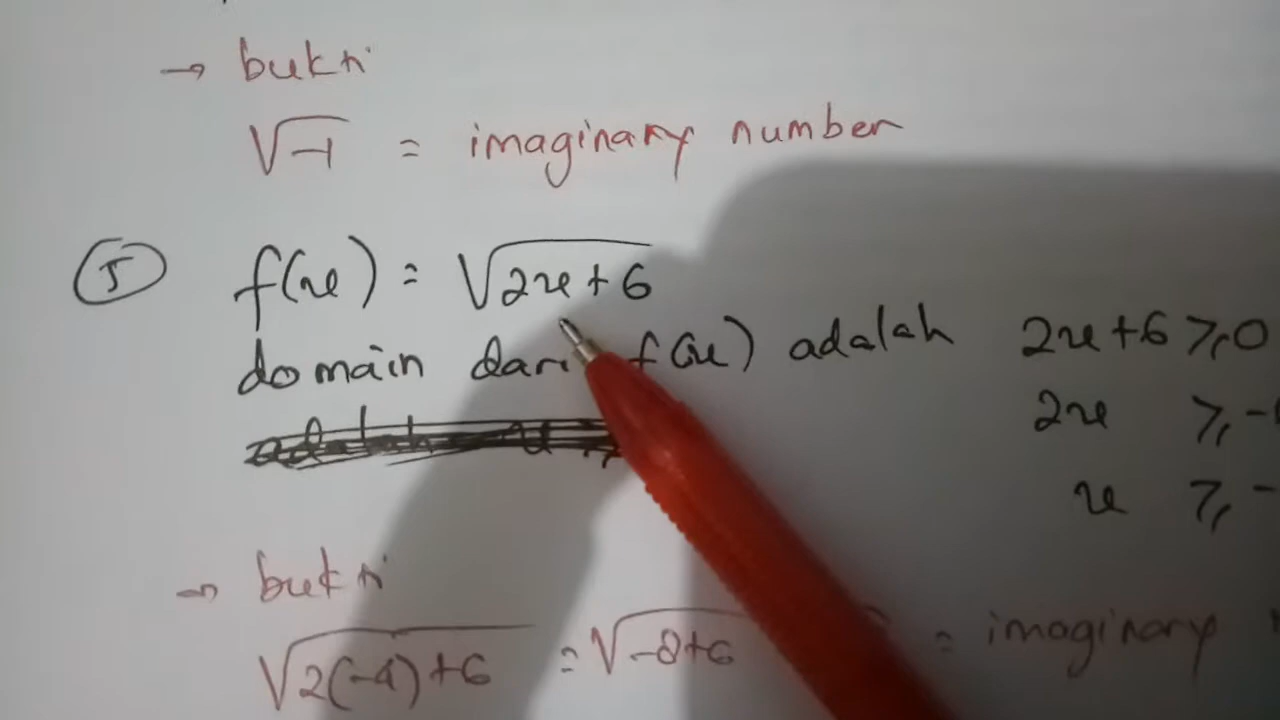 → bukti
√-1 = imaginary number
⑤ f(x) = √2x+6
domain dari f(x) adalah 2x+6 ≥ 0
2x ≥ -
x ≥ -
→ bukti
√2(-4)+6 = √-8+6 = imaginary